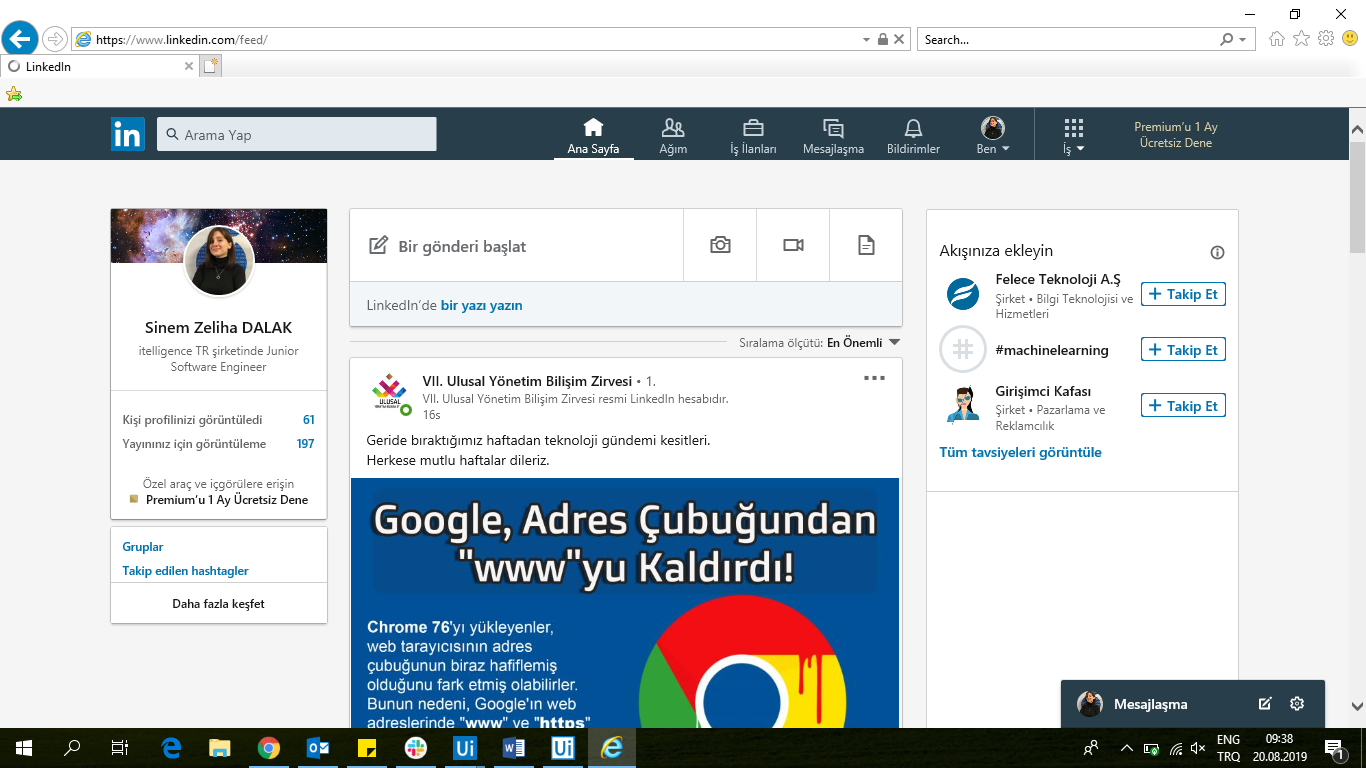 https://www.linkedin.com/feed/
Search...
LinkedIn
in
Arama Yap
Ana Sayfa
Ağım
İş İlanları
Mesajlaşma
Bildirimler
Ben
İş
Premium'u 1 Ay
Ücretsiz Dene
Sinem Zeliha DALAK
itelligence TR şirketinde Junior
Software Engineer
Kişi profilinizi görüntüledi 61
Yayınınız için görüntüleme 197
Özel araç ve içgörülere erişin
Premium'u 1 Ay Ücretsiz Dene
Gruplar
Takip edilen hashtagler
Daha fazla keşfet
Bir gönderi başlat
LinkedIn'de bir yazı yazın
Sıralama ölçütü: En Önemli
VII. Ulusal Yönetim Bilişim Zirvesi • 1.
VII. Ulusal Yönetim Bilişim Zirvesi resmi LinkedIn hesabıdır.
16s
ULUSAL
Geride bıraktığımız haftadan teknoloji gündemi kesitleri.
Herkese mutlu haftalar dileriz.
Google, Adres Çubuğundan
"www"yu Kaldırdı!
Chrome 76'yı yükleyenler,
web tarayıcısının adres
çubuğunun biraz hafiflemiş
olduğunu fark etmiş olabilirler.
Bunun nedeni, Google'ın web
adreslerinde "www" ve "https"
Akışınıza ekleyin
Felece Teknoloji A.Ş
Şirket • Bilgi Teknolojisi ve
Hizmetleri
+ Takip Et
#machinelearning
+ Takip Et
Girişimci Kafası
Şirket • Pazarlama ve
Reklamcılık
+ Takip Et
Tüm tavsiyeleri görüntüle
Mesajlaşma
Ui
Ui
ENG
TRQ
09:38
20.08.2019
1